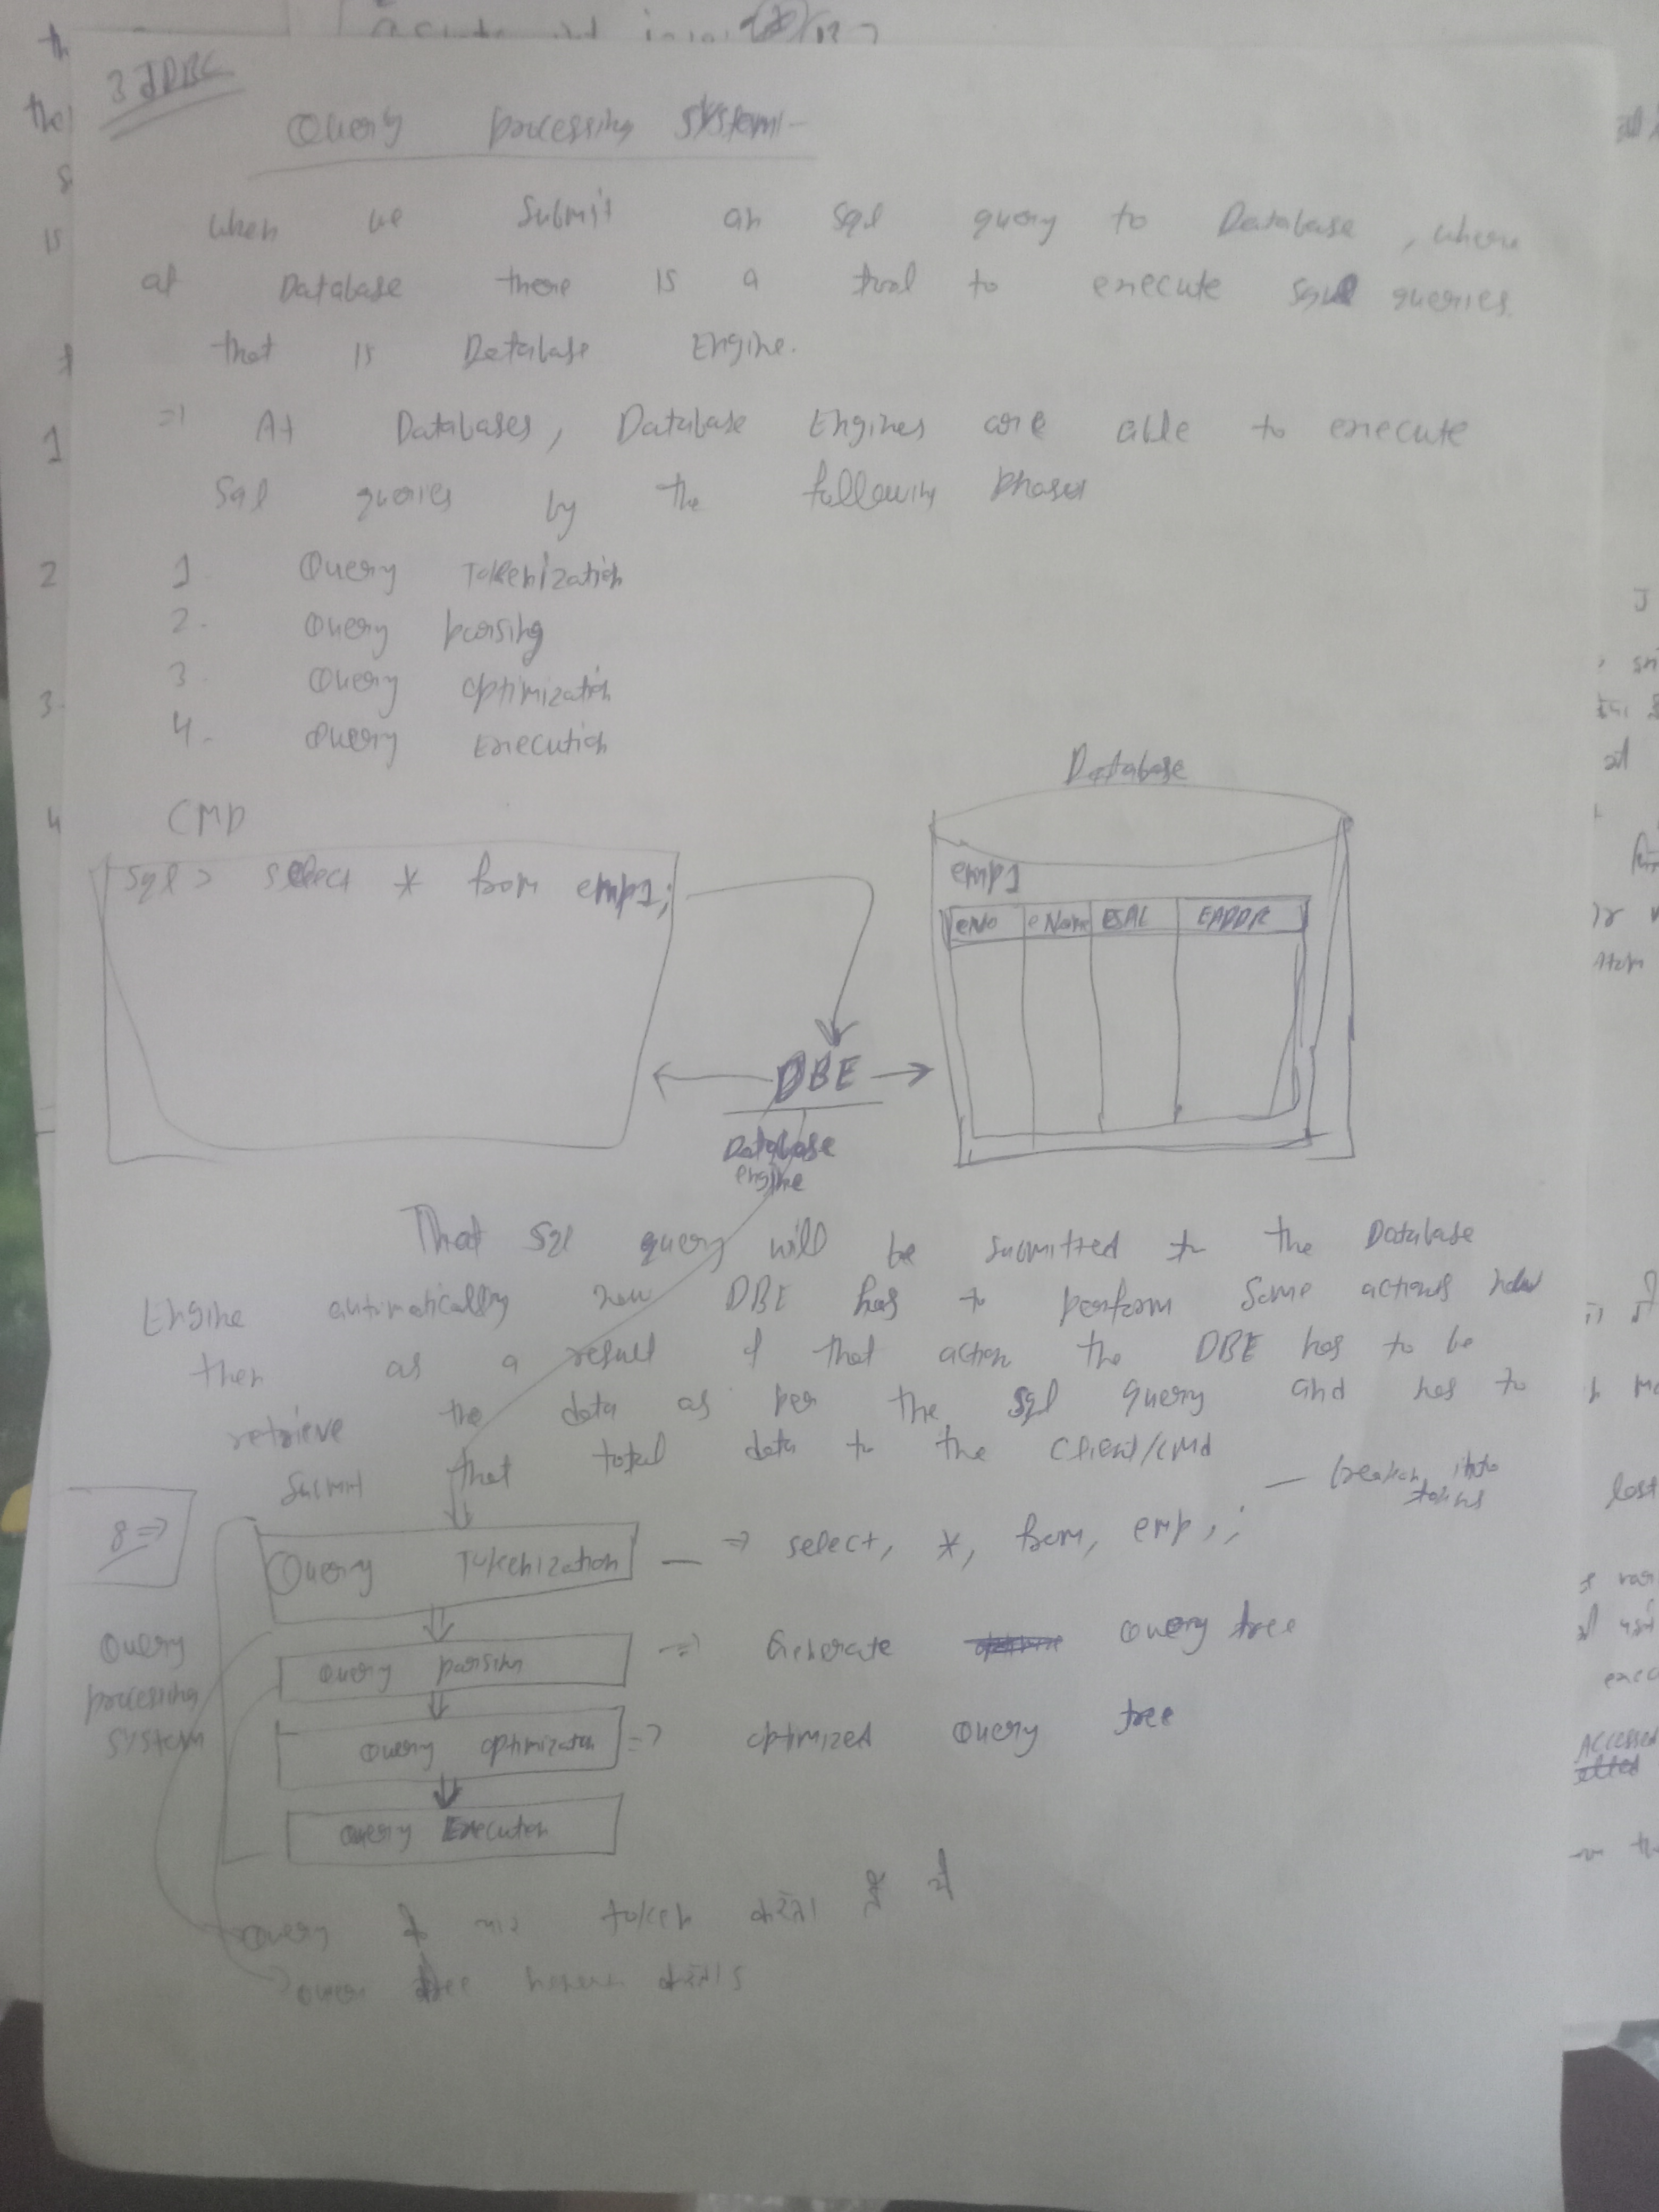 3 JDBC
Query processing system:-
when we submit an sql query to Database, where
at Database there is a tool to execute sql queries
that is Database Engine.
=> At Databases, Database Engines are able to execute
sql queries by the following phases
1. Query Tokenization
2. Query parsing
3. Query optimization
4. Query Execution
CMD
Sql > select * from emp1;
Database
emp1
eNo eName ESAL EADDR
DBE
Database
engine
That sql query will be submitted to the Database
Engine automatically now DBE has to perform some actions now
then as a result of that action the DBE has to be
retrieve the data as per the sql query and has to
submit that total data to the client/cmd
8 =>
Query Tokenization => select, *, from, emp, ; — break into
tokens
Query processing system
Query parsing => Generate Query tree
Query optimization => optimized Query tree
Query Execution
Query token
tree